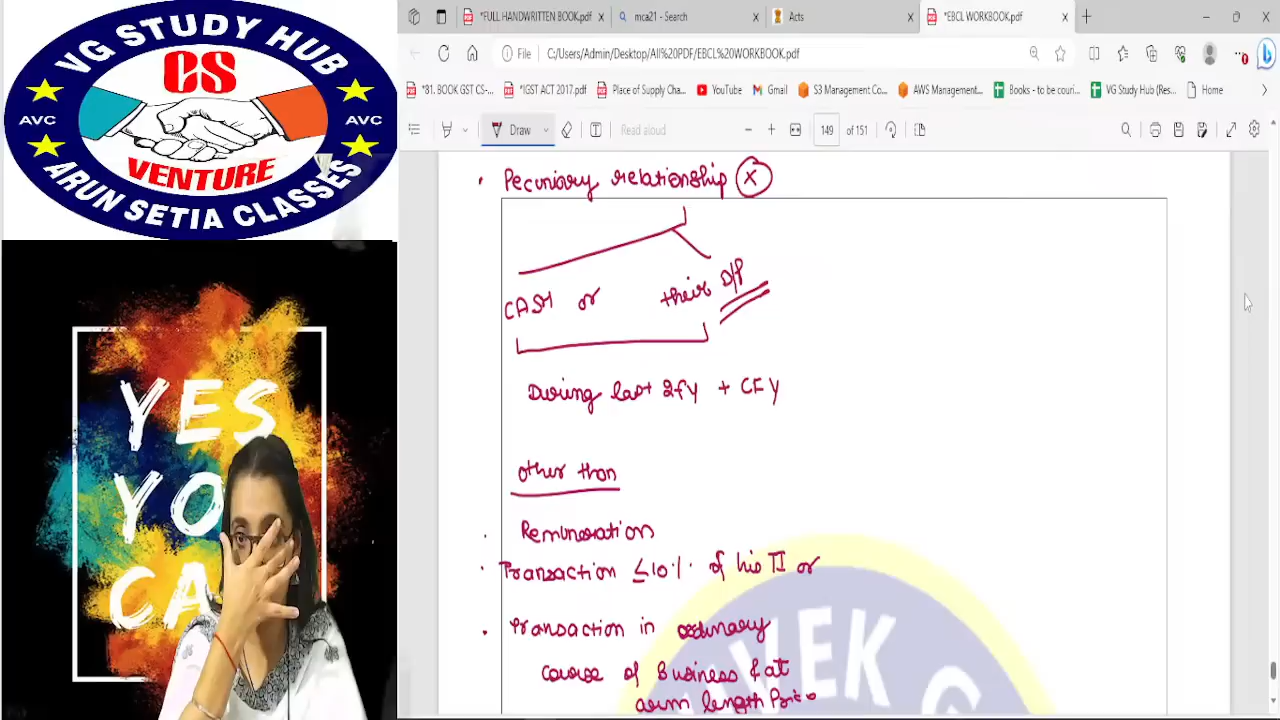 VG STUDY HUB
CS
AVC
AVC
VENTURE
ARUN SETIA CLASSES
YES
YO
CA
*FULL HANDWRITTEN BOOK.pdf
mca21 - Search
Acts
*EBCL WORKBOOK.pdf
File
C:/Users/Admin/Desktop/All%20PDF/EBCL%20WORKBOOK.pdf
*81. BOOK GST CS-...
*IGST ACT 2017.pdf
Place of Supply Cha...
YouTube
Gmail
S3 Management Co...
AWS Management...
Books - to be couri...
VG Study Hub (Res...
Home
Draw
Read aloud
149 of 151
• Pecuniary relationship X
CASH or their D/P
During last 2fy + CFY
other than
• Remuneration
• Transaction ≤10%. of his TI or
• Transaction in ordinary
course of Business & at
arm length Price
VIVEK G